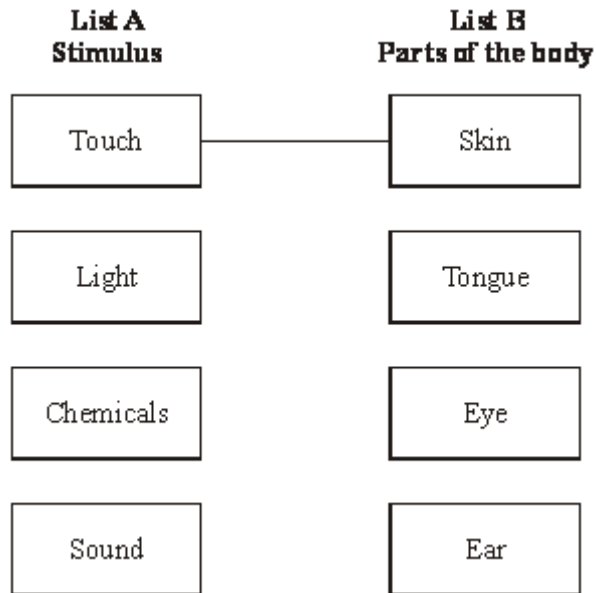 List A
Stimulus
List B
Parts of the body
Touch
Skin
Light
Tongue
Chemicals
Eye
Sound
Ear